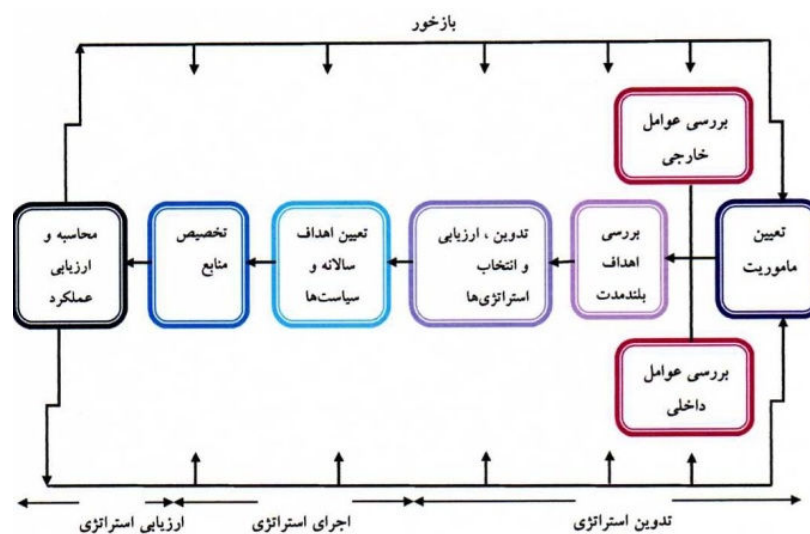 بازخور
بررسی عوامل
خارجی
تعیین
ماموریت
بررسی
اهداف
بلندمدت
تدوین ، ارزیابی
و انتخاب
استراتژی‌ها
تعیین اهداف
سالانه و
سیاست‌ها
تخصیص
منابع
محاسبه و
ارزیابی
عملکرد
بررسی عوامل
داخلی
تدوین استراتژی
اجرای استراتژی
ارزیابی استراتژی